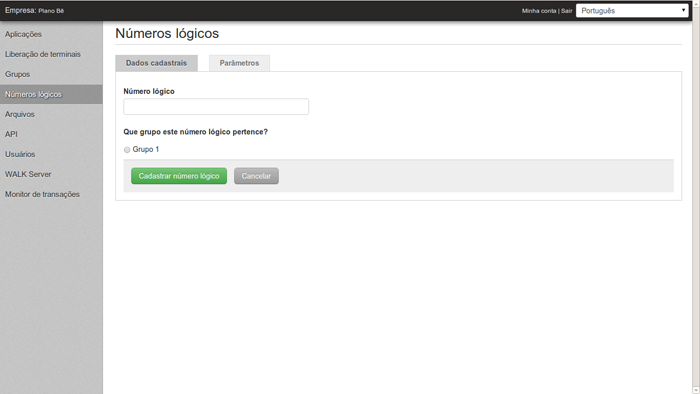 Empresa: Plano Bê
Minha conta | Sair
Português
Aplicações
Liberação de terminais
Grupos
Números lógicos
Arquivos
API
Usuários
WALK Server
Monitor de transações
Números lógicos
Dados cadastrais
Parâmetros
Número lógico
Que grupo este número lógico pertence?
Grupo 1
Cadastrar número lógico
Cancelar